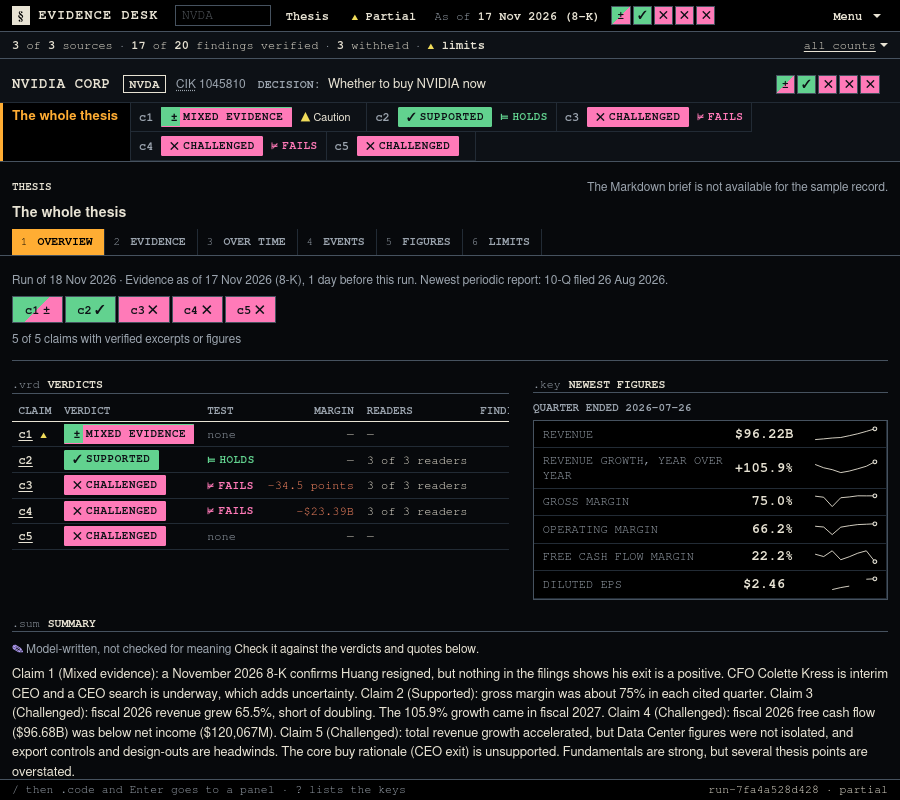 § EVIDENCE DESK NVDA Thesis ▲ Partial As of 17 Nov 2026 (8-K) ± ✓ ✕ ✕ ✕ Menu
3 of 3 sources · 17 of 20 findings verified · 3 withheld · ▲ limits all counts
NVIDIA CORP NVDA CIK 1045810 DECISION: Whether to buy NVIDIA now ± ✓ ✕ ✕ ✕
The whole thesis c1 ± MIXED EVIDENCE ▲ Caution c2 ✓ SUPPORTED ⊨ HOLDS c3 ✕ CHALLENGED ⊭ FAILS
c4 ✕ CHALLENGED ⊭ FAILS c5 ✕ CHALLENGED
THESIS The Markdown brief is not available for the sample record.
The whole thesis
1 OVERVIEW 2 EVIDENCE 3 OVER TIME 4 EVENTS 5 FIGURES 6 LIMITS
Run of 18 Nov 2026 · Evidence as of 17 Nov 2026 (8-K), 1 day before this run. Newest periodic report: 10-Q filed 26 Aug 2026.
c1 ± c2 ✓ c3 ✕ c4 ✕ c5 ✕
5 of 5 claims with verified excerpts or figures
.vrd VERDICTS
CLAIM VERDICT TEST MARGIN READERS FIND
c1 ▲ ± MIXED EVIDENCE none — —
c2 ✓ SUPPORTED ⊨ HOLDS — 3 of 3 readers
c3 ✕ CHALLENGED ⊭ FAILS −34.5 points 3 of 3 readers
c4 ✕ CHALLENGED ⊭ FAILS −$23.39B 3 of 3 readers
c5 ✕ CHALLENGED none — —
.key NEWEST FIGURES
QUARTER ENDED 2026-07-26
REVENUE $96.22B
REVENUE GROWTH, YEAR OVER
YEAR +105.9%
GROSS MARGIN 75.0%
OPERATING MARGIN 66.2%
FREE CASH FLOW MARGIN 22.2%
DILUTED EPS $2.46
.sum SUMMARY
✎ Model-written, not checked for meaning Check it against the verdicts and quotes below.
Claim 1 (Mixed evidence): a November 2026 8-K confirms Huang resigned, but nothing in the filings shows his exit is a positive. CFO Colette Kress is interim
CEO and a CEO search is underway, which adds uncertainty. Claim 2 (Supported): gross margin was about 75% in each cited quarter. Claim 3
(Challenged): fiscal 2026 revenue grew 65.5%, short of doubling. The 105.9% growth came in fiscal 2027. Claim 4 (Challenged): fiscal 2026 free cash flow
($96.68B) was below net income ($120,067M). Claim 5 (Challenged): total revenue growth accelerated, but Data Center figures were not isolated, and
export controls and design-outs are headwinds. The core buy rationale (CEO exit) is unsupported. Fundamentals are strong, but several thesis points are
overstated.
/ then .code and Enter goes to a panel · ? lists the keys run-7fa4a528d428 · partial